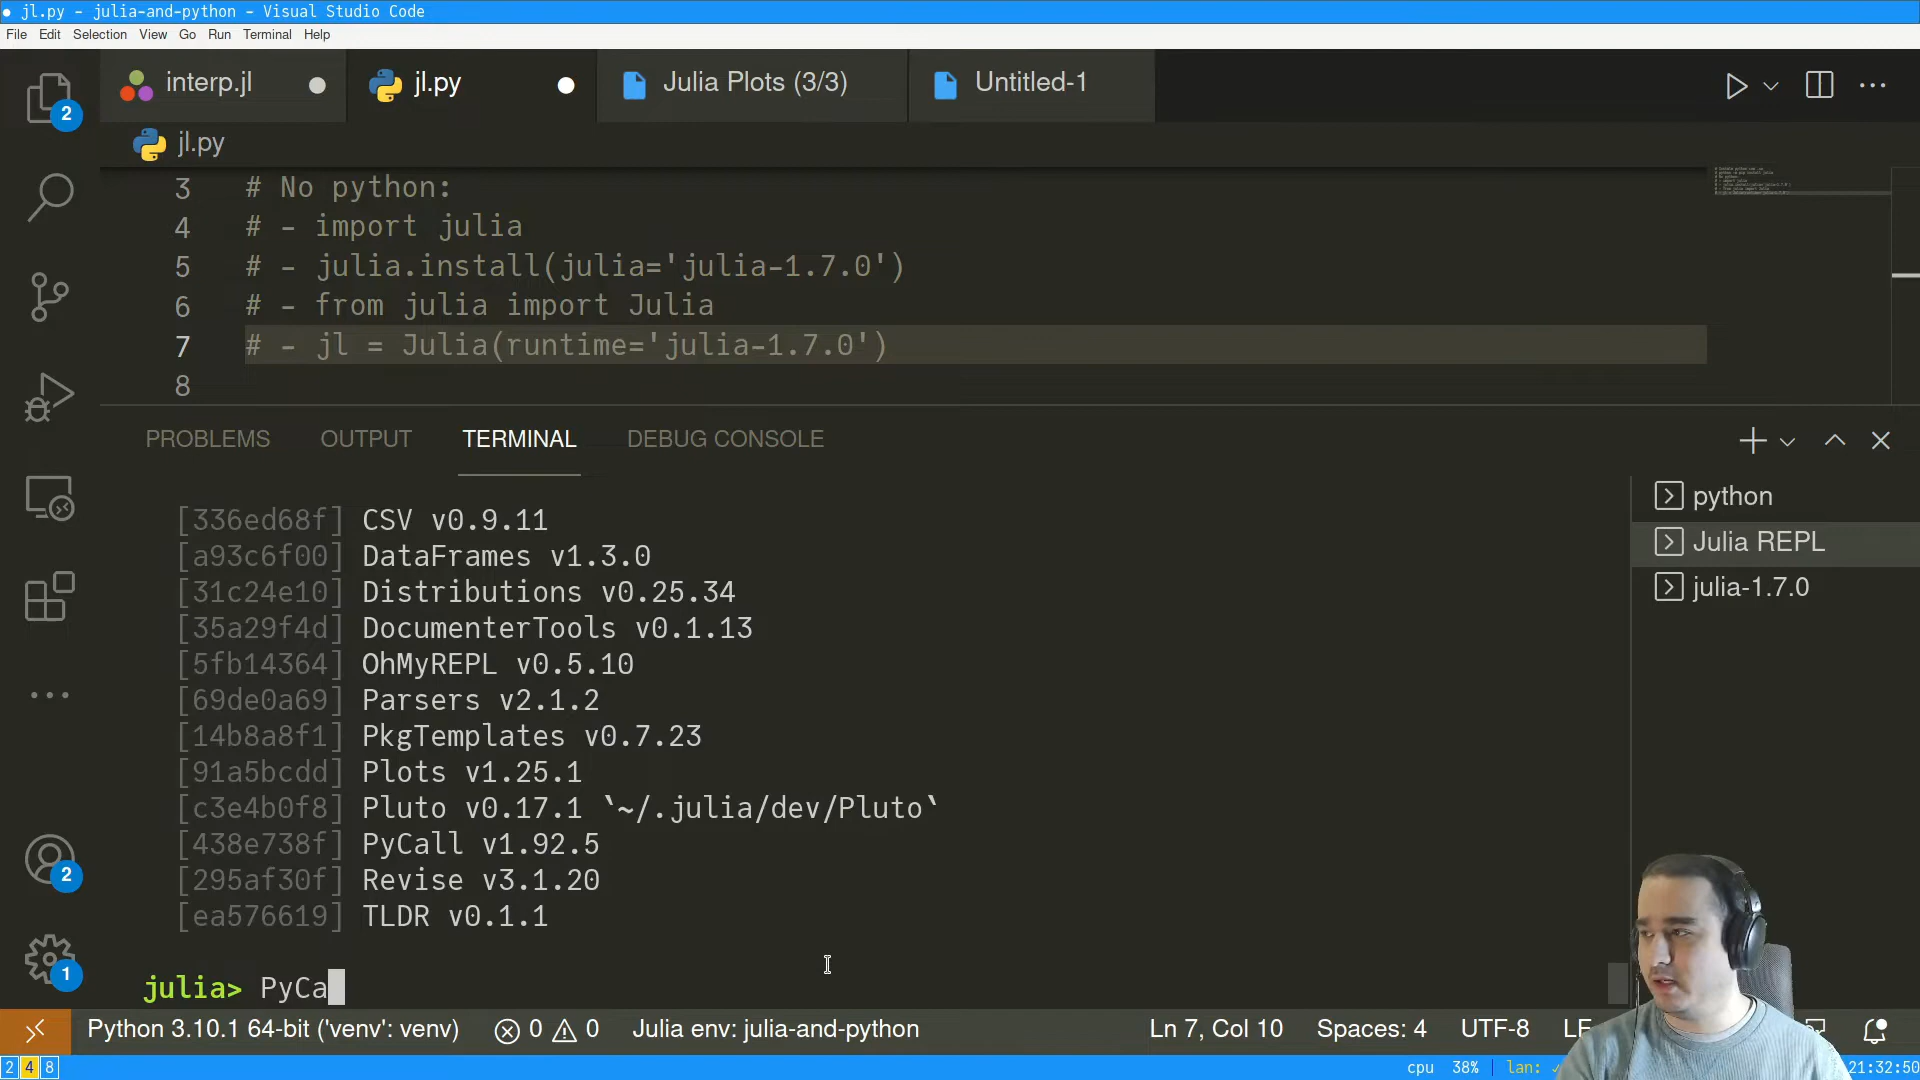 jl.py - julia-and-python - Visual Studio Code
File Edit Selection View Go Run Terminal Help
interp.jl jl.py Julia Plots (3/3) Untitled-1
2
jl.py
3 # No python:
4 # - import julia
5 # - julia.install(julia='julia-1.7.0')
6 # - from julia import Julia
7 # - jl = Julia(runtime='julia-1.7.0')
8
PROBLEMS OUTPUT TERMINAL DEBUG CONSOLE
python
Julia REPL
julia-1.7.0
[336ed68f] CSV v0.9.11
[a93c6f00] DataFrames v1.3.0
[31c24e10] Distributions v0.25.34
[35a29f4d] DocumenterTools v0.1.13
[5fb14364] OhMyREPL v0.5.10
[69de0a69] Parsers v2.1.2
[14b8a8f1] PkgTemplates v0.7.23
[91a5bcdd] Plots v1.25.1
[c3e4b0f8] Pluto v0.17.1 `~/.julia/dev/Pluto`
[438e738f] PyCall v1.92.5
[295af30f] Revise v3.1.20
[ea576619] TLDR v0.1.1
2
1
julia> PyCa
Python 3.10.1 64-bit ('venv': venv) 0 0 Julia env: julia-and-python Ln 7, Col 10 Spaces: 4 UTF-8 LF
2 4 8 cpu 38% | lan: 21:32:50